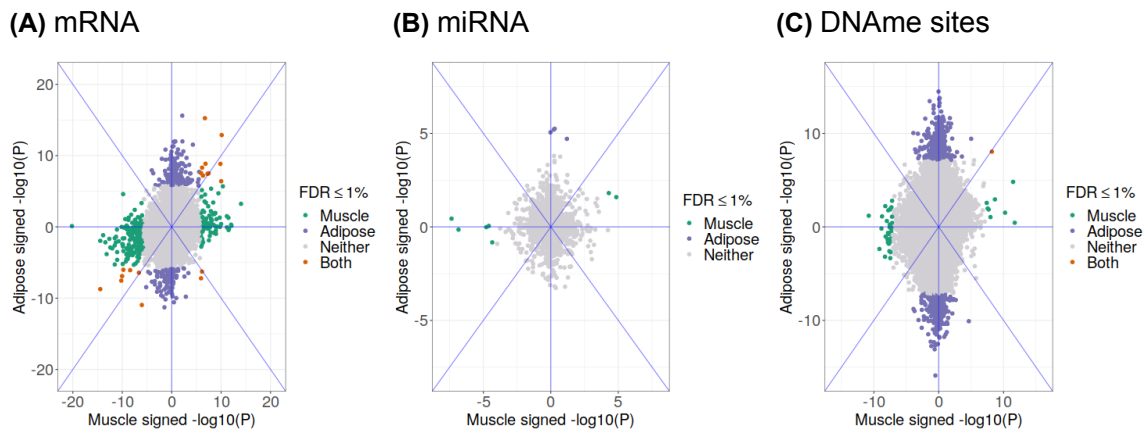 (A) mRNA
(B) miRNA
(C) DNAme sites
20
10
0
-10
-20
-20
-10
0
10
20
Adipose signed -log10(P)
Muscle signed -log10(P)
FDR ≤ 1%
Muscle
Adipose
Neither
Both
5
0
-5
-5
0
5
Adipose signed -log10(P)
Muscle signed -log10(P)
FDR ≤ 1%
Muscle
Adipose
Neither
10
0
-10
-10
0
10
Adipose signed -log10(P)
Muscle signed -log10(P)
FDR ≤ 1%
Muscle
Adipose
Neither
Both